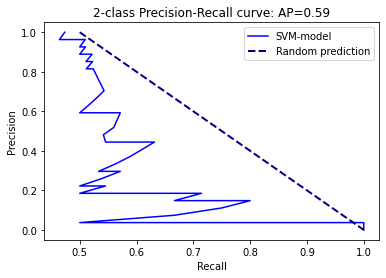 2-class Precision-Recall curve: AP=0.59
SVM-model
Random prediction
Precision
1.0
0.8
0.6
0.4
0.2
0.0
0.5
0.6
0.7
0.8
0.9
1.0
Recall